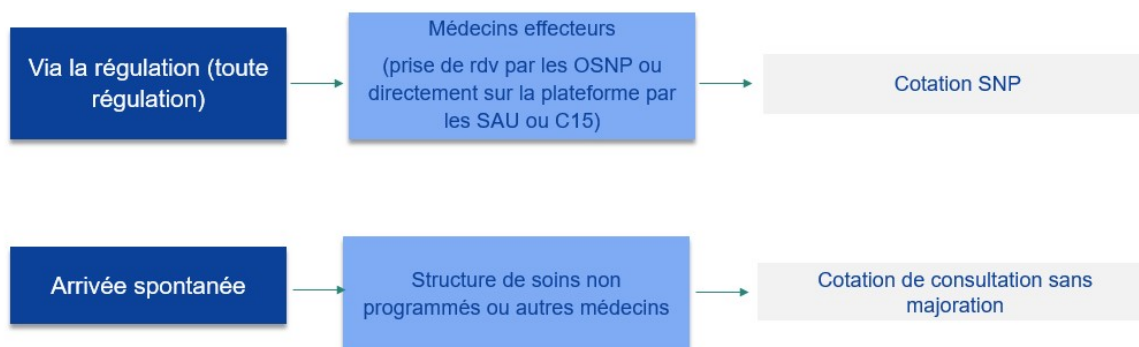 Via la régulation (toute
régulation)
Médecins effecteurs
(prise de rdv par les OSNP ou
directement sur la plateforme par
les SAU ou C15)
Cotation SNP
Arrivée spontanée
Structure de soins non
programmés ou autres médecins
Cotation de consultation sans
majoration